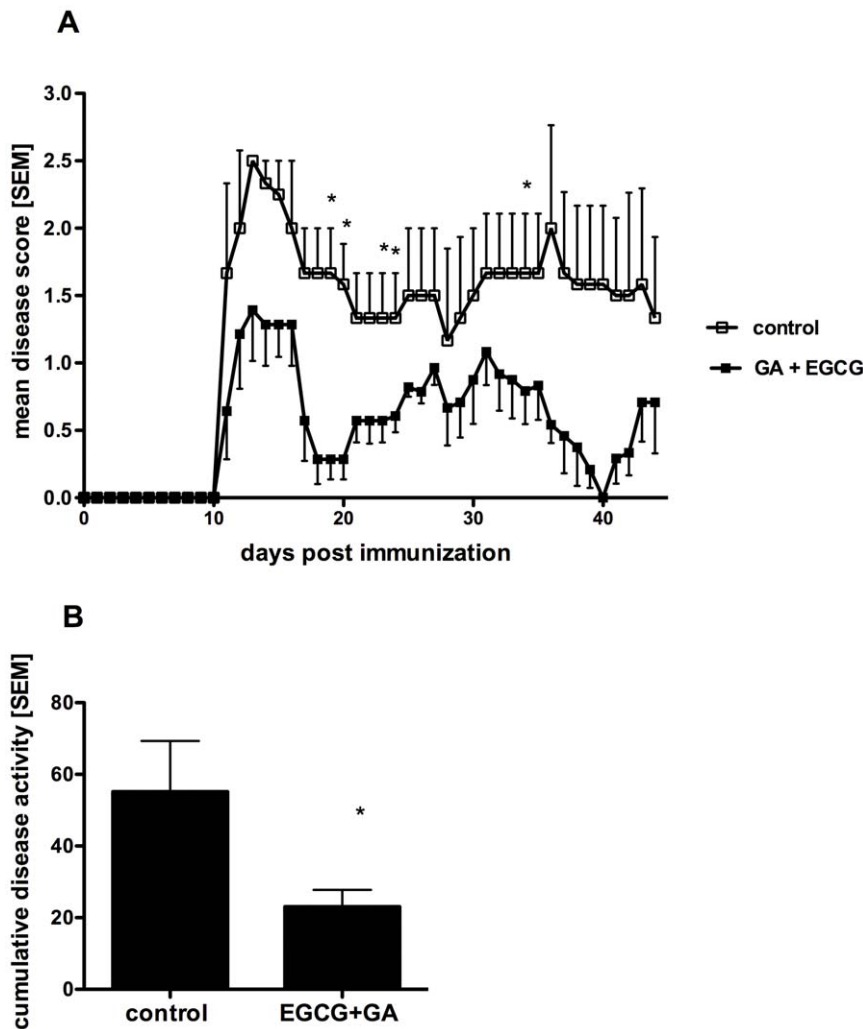 A
mean disease score [SEM]
3.0
2.5
2.0
1.5
1.0
0.5
0.0
* * * * *
0 10 20 30 40
days post immunization
control
GA + EGCG
B
cumulative disease activity [SEM]
80
60
40
20
0
*
control EGCG+GA